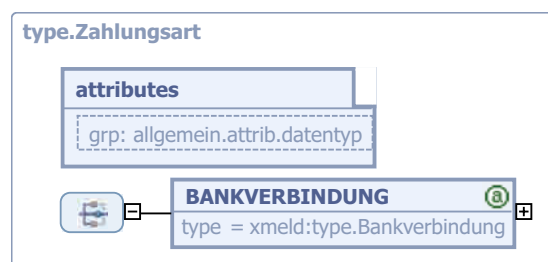 type.Zahlungsart
attributes
grp: allgemein.attrib.datentyp
BANKVERBINDUNG @
type = xmeld:type.Bankverbindung